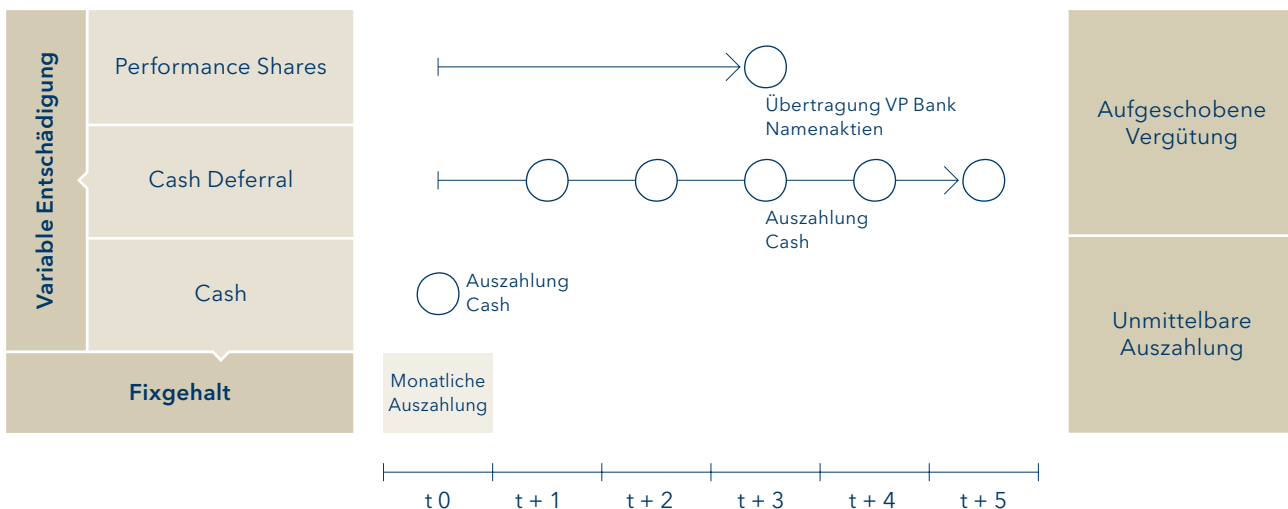 Variable Entschädigung
Performance Shares
Übertragung VP Bank
Namenaktien
Cash Deferral
Auszahlung
Cash
Cash
Auszahlung
Cash
Fixgehalt
Monatliche
Auszahlung
Aufgeschobene
Vergütung
Unmittelbare
Auszahlung
t 0
t + 1
t + 2
t + 3
t + 4
t + 5